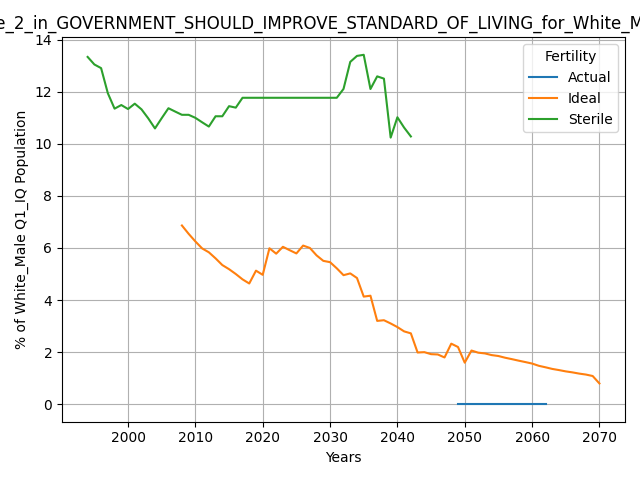 e_2_in_GOVERNMENT_SHOULD_IMPROVE_STANDARD_OF_LIVING_for_White_M
14
12
10
8
6
4
2
0
% of White_Male Q1_IQ Population
Fertility
Actual
Ideal
Sterile
2000 2010 2020 2030 2040 2050 2060 2070
Years